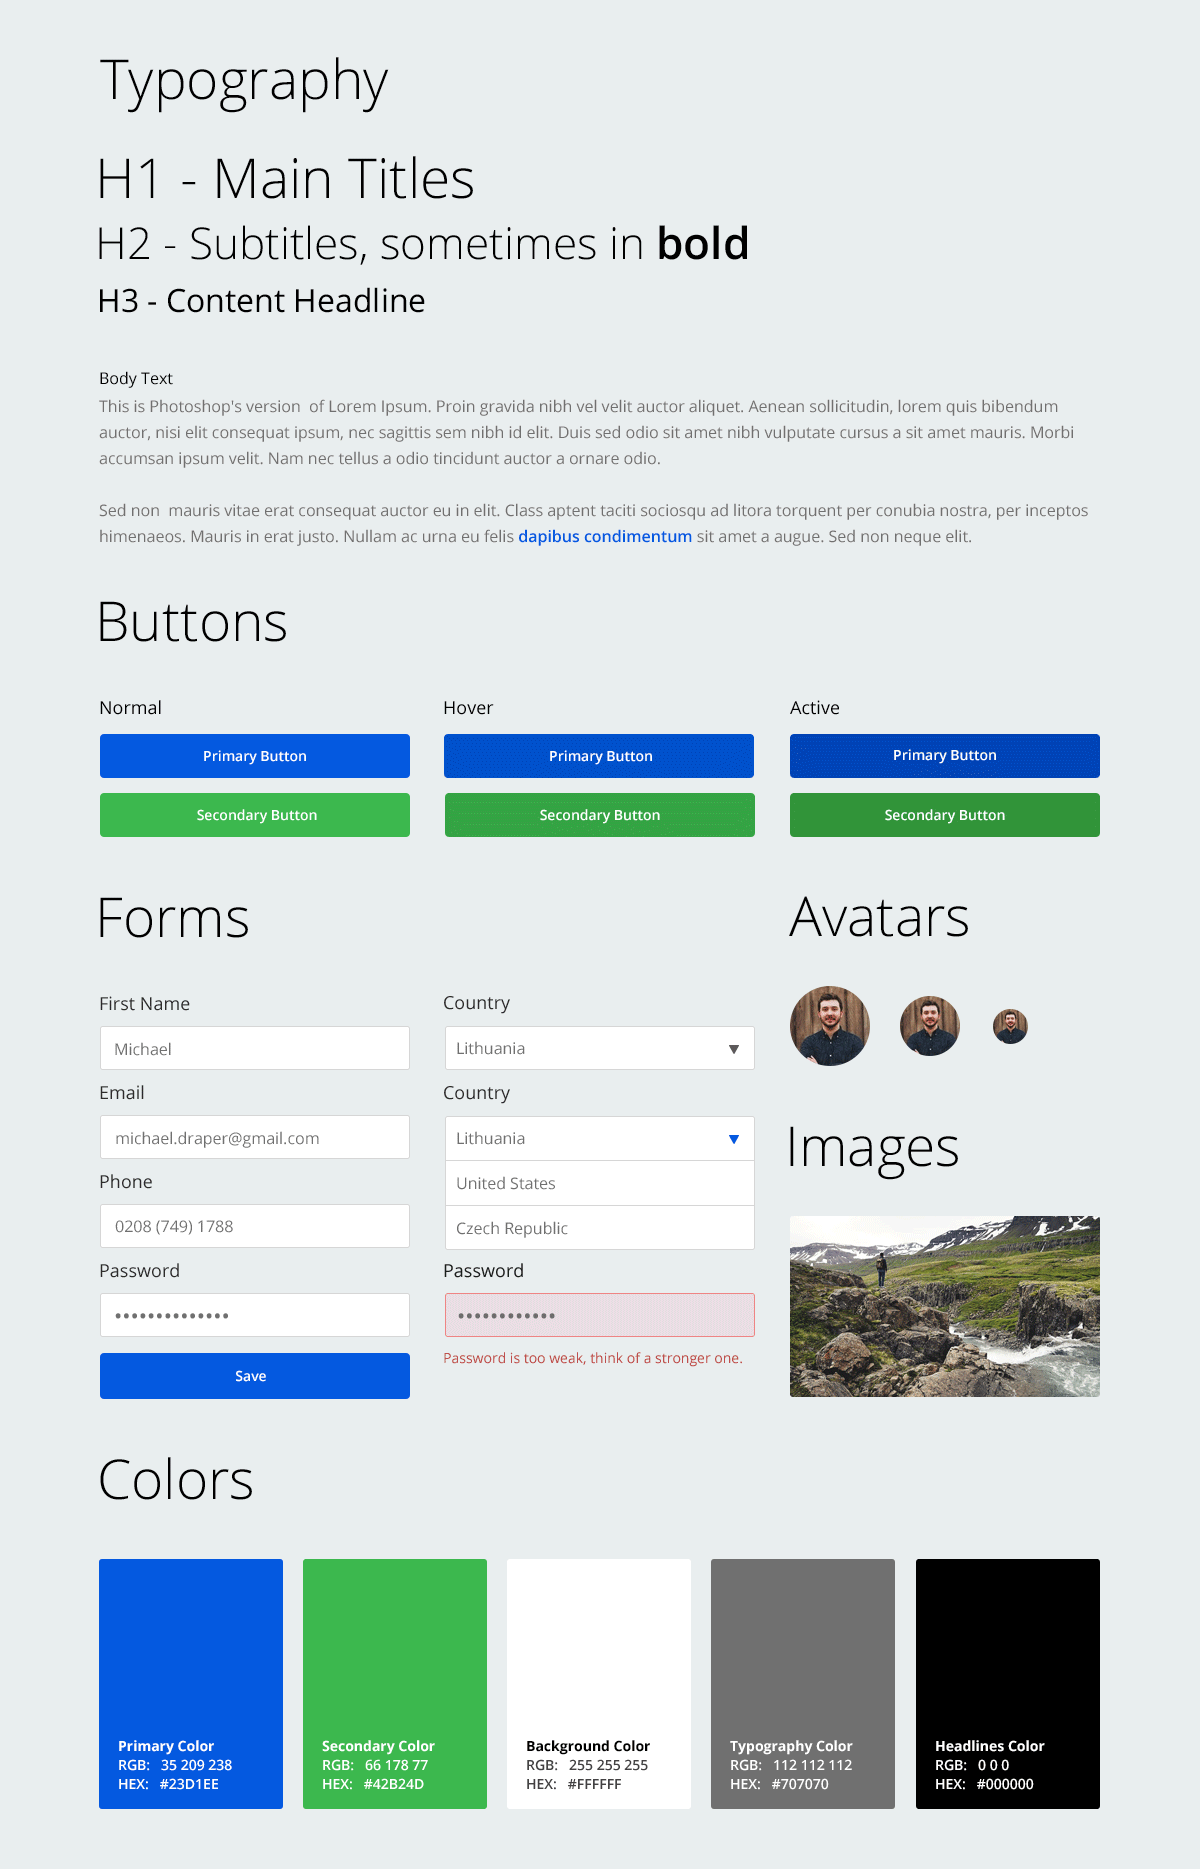 Typography
H1 - Main Titles
H2 - Subtitles, sometimes in bold
H3 - Content Headline
Body Text
This is Photoshop's version  of Lorem Ipsum. Proin gravida nibh vel velit auctor aliquet. Aenean sollicitudin, lorem quis bibendum
auctor, nisi elit consequat ipsum, nec sagittis sem nibh id elit. Duis sed odio sit amet nibh vulputate cursus a sit amet mauris. Morbi
accumsan ipsum velit. Nam nec tellus a odio tincidunt auctor a ornare odio.
Sed non  mauris vitae erat consequat auctor eu in elit. Class aptent taciti sociosqu ad litora torquent per conubia nostra, per inceptos
himenaeos. Mauris in erat justo. Nullam ac urna eu felis dapibus condimentum sit amet a augue. Sed non neque elit.
Buttons
Normal
Primary Button
Secondary Button
Hover
Primary Button
Secondary Button
Active
Primary Button
Secondary Button
Forms
First Name
Michael
Email
michael.draper@gmail.com
Phone
0208 (749) 1788
Password
••••••••••••••
Save
Country
Lithuania
Country
Lithuania
United States
Czech Republic
Password
••••••••••••
Password is too weak, think of a stronger one.
Avatars
Images
Colors
Primary Color
RGB: 35 209 238
HEX: #23D1EE
Secondary Color
RGB: 66 178 77
HEX: #42B24D
Background Color
RGB: 255 255 255
HEX: #FFFFFF
Typography Color
RGB: 112 112 112
HEX: #707070
Headlines Color
RGB: 0 0 0
HEX: #000000